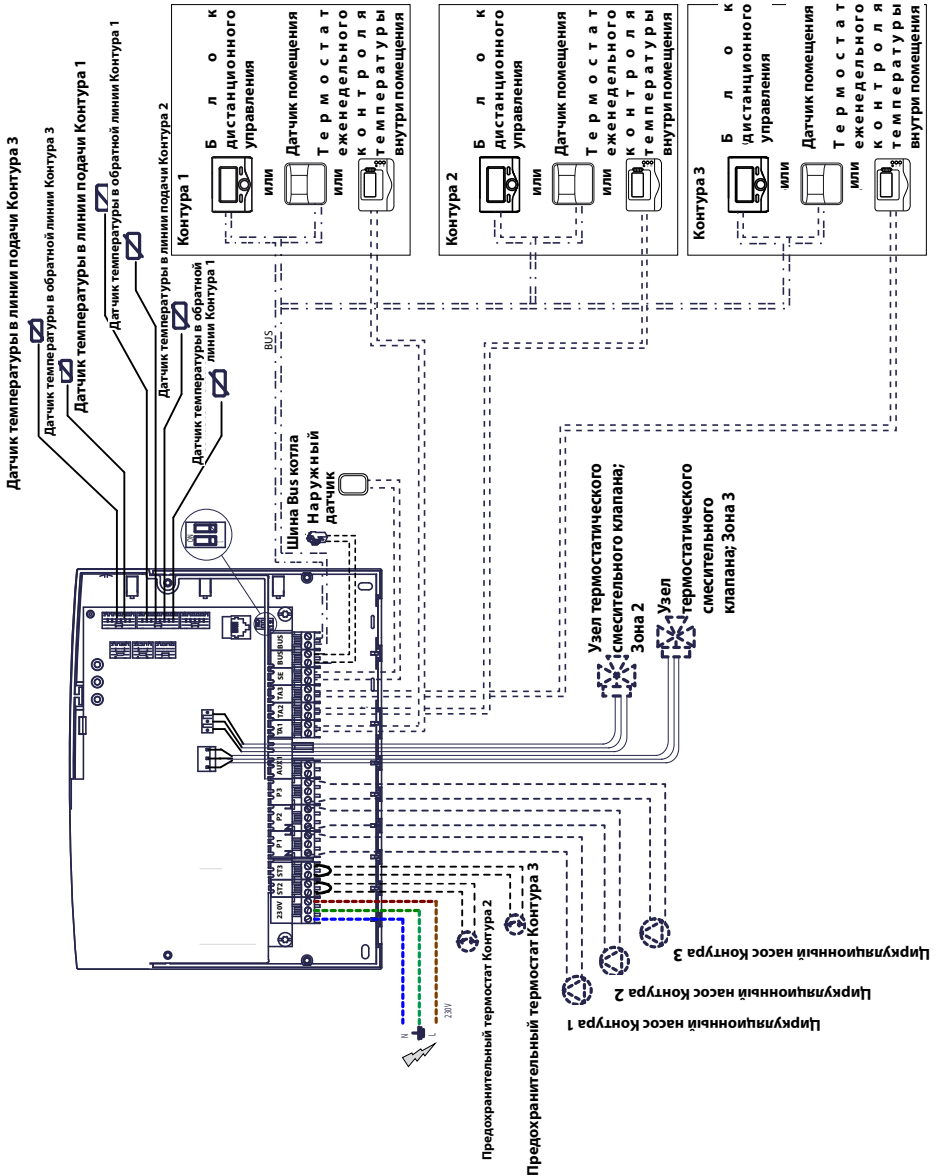 Датчик температуры в линии подачи Контура 3
Датчик температуры в обратной линии Контура 3
Датчик температуры в линии подачи Контура 1
Датчик температуры в обратной линии Контура 1
Датчик температуры в линии подачи Контура 2
Датчик температуры в обратной
линии Контура 1
Контура 1
Блок
дистанционного
управления
или
Датчик помещения
или
Термостат
еженедельного
контроля
температуры
внутри помещения
Контура 2
Блок
дистанционного
управления
или
Датчик помещения
или
Термостат
еженедельного
контроля
температуры
внутри помещения
Контура 3
Блок
дистанционного
управления
или
Датчик помещения
или
Термостат
еженедельного
контроля
температуры
внутри помещения
BUS
Шина Bus котла
Наружный
датчик
ON
230V
ST2
ST3
P1
P2
P3
AUX1
TA1
TA2
TA3
SE
BUS
BUS
Узел термостатического
смесительного клапана;
Зона 2
Узел
термостатического
смесительного
клапана; Зона 3
N
L
230V
Предохранительный термостат Контура 2
Предохранительный термостат Контура 3
Циркуляционный насос Контура 1
Циркуляционный насос Контура 2
Циркуляционный насос Контура 3